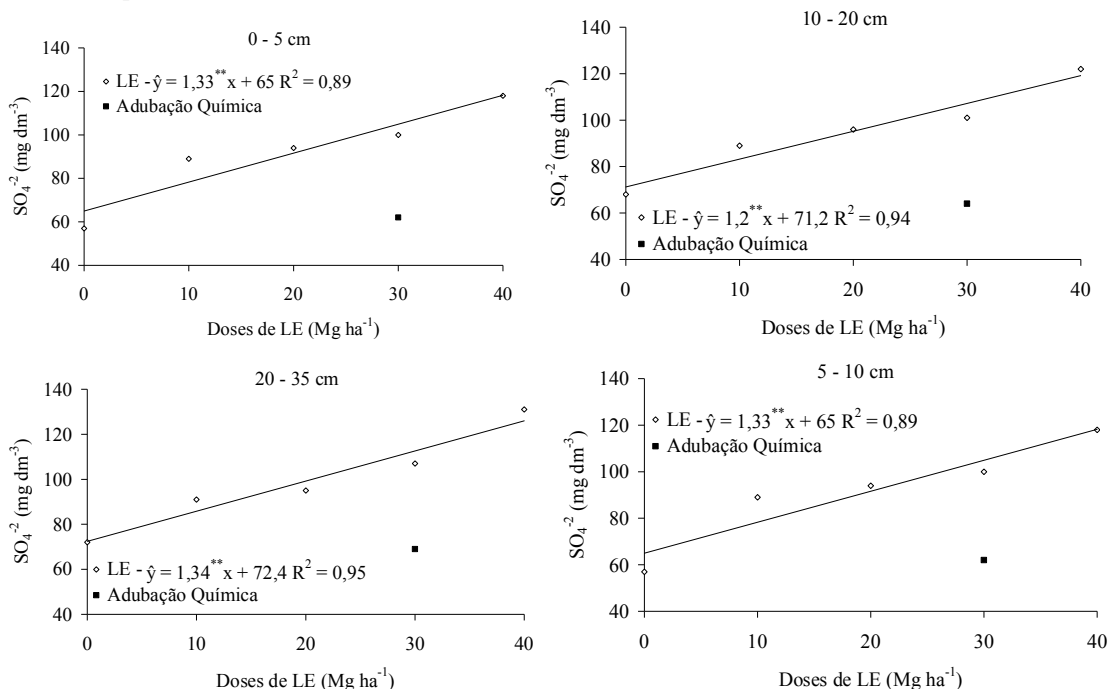 0 - 5 cm
140
120
100
80
60
40
SO₄⁻² (mg dm⁻³)
LE - ŷ = 1,33**x + 65 R² = 0,89
Adubação Química
0 10 20 30 40
Doses de LE (Mg ha⁻¹)
10 - 20 cm
140
120
100
80
60
40
SO₄⁻² (mg dm⁻³)
LE - ŷ = 1,2**x + 71,2 R² = 0,94
Adubação Química
0 10 20 30 40
Doses de LE (Mg ha⁻¹)
20 - 35 cm
140
120
100
80
60
40
SO₄⁻² (mg dm⁻³)
LE - ŷ = 1,34**x + 72,4 R² = 0,95
Adubação Química
0 10 20 30 40
Doses de LE (Mg ha⁻¹)
5 - 10 cm
140
120
100
80
60
40
SO₄⁻² (mg dm⁻³)
LE - ŷ = 1,33**x + 65 R² = 0,89
Adubação Química
0 10 20 30 40
Doses de LE (Mg ha⁻¹)